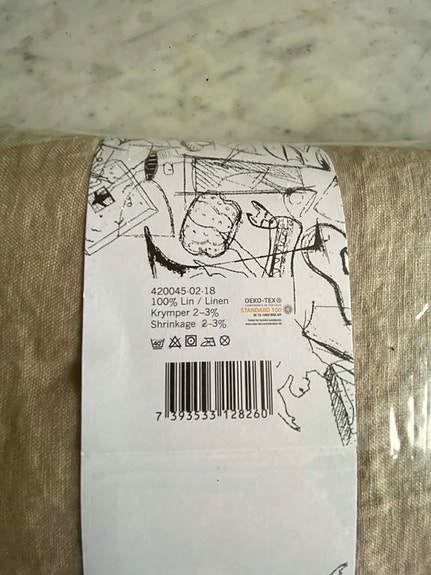 420045-02-18
100% Lin / Linen
Krymper 2–3%
Shrinkage 2-3%
OEKO-TEX®
STANDARD 100
7 393533 128260